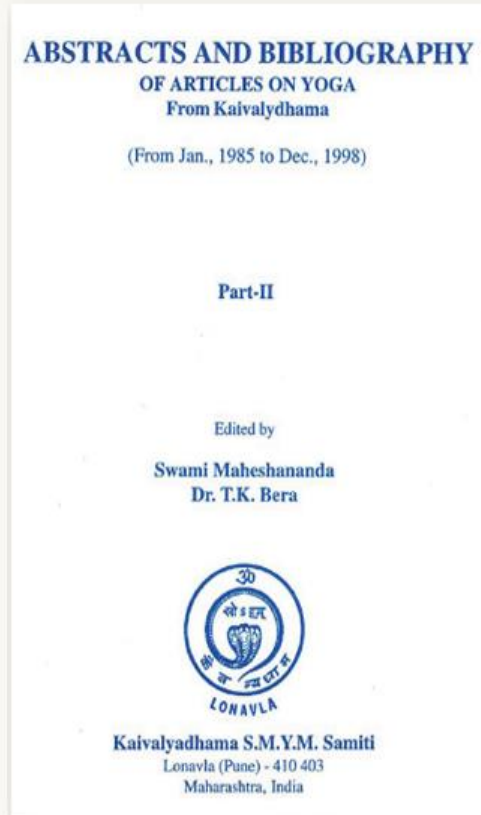 ABSTRACTS AND BIBLIOGRAPHY
OF ARTICLES ON YOGA
From Kaivalydhama
(From Jan., 1985 to Dec., 1998)
Part-II
Edited by
Swami Maheshananda
Dr. T.K. Bera
ॐ
LONAVLA
Kaivalyadhama S.M.Y.M. Samiti
Lonavla (Pune) - 410 403
Maharashtra, India